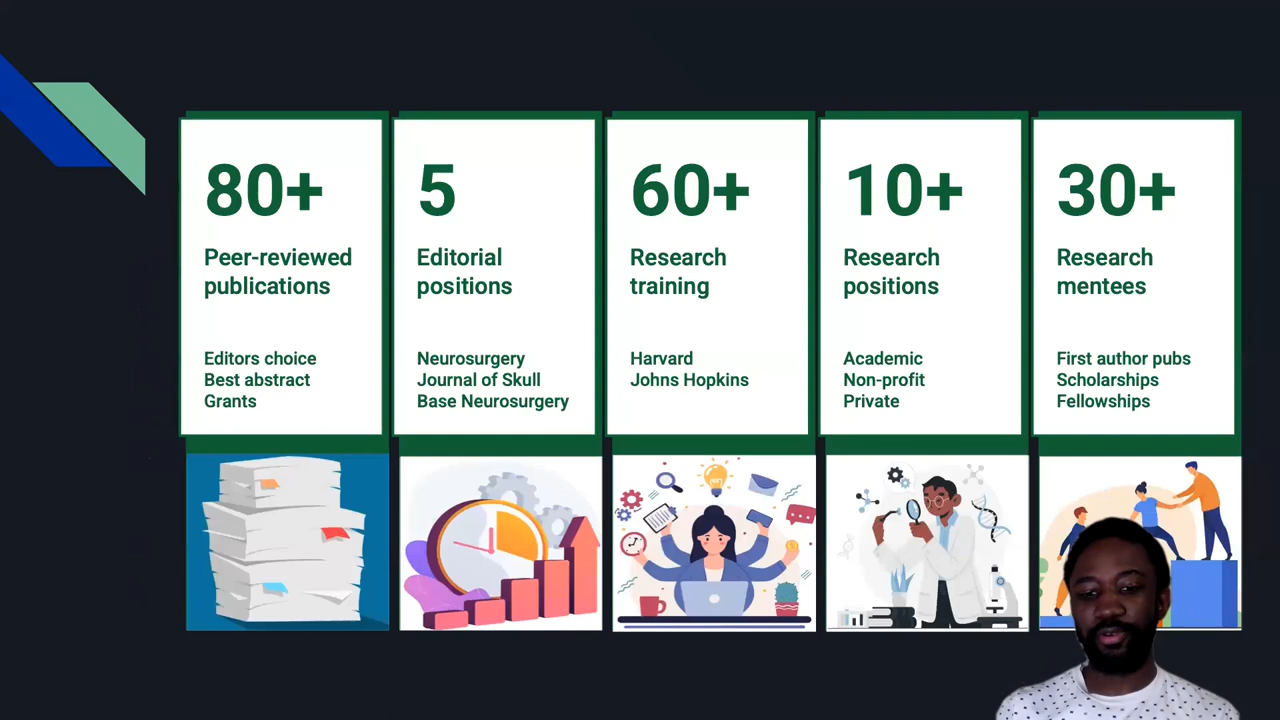 80+
Peer-reviewed
publications
Editors choice
Best abstract
Grants
5
Editorial
positions
Neurosurgery
Journal of Skull
Base Neurosurgery
60+
Research
training
Harvard
Johns Hopkins
10+
Research
positions
Academic
Non-profit
Private
30+
Research
mentees
First author pubs
Scholarships
Fellowships